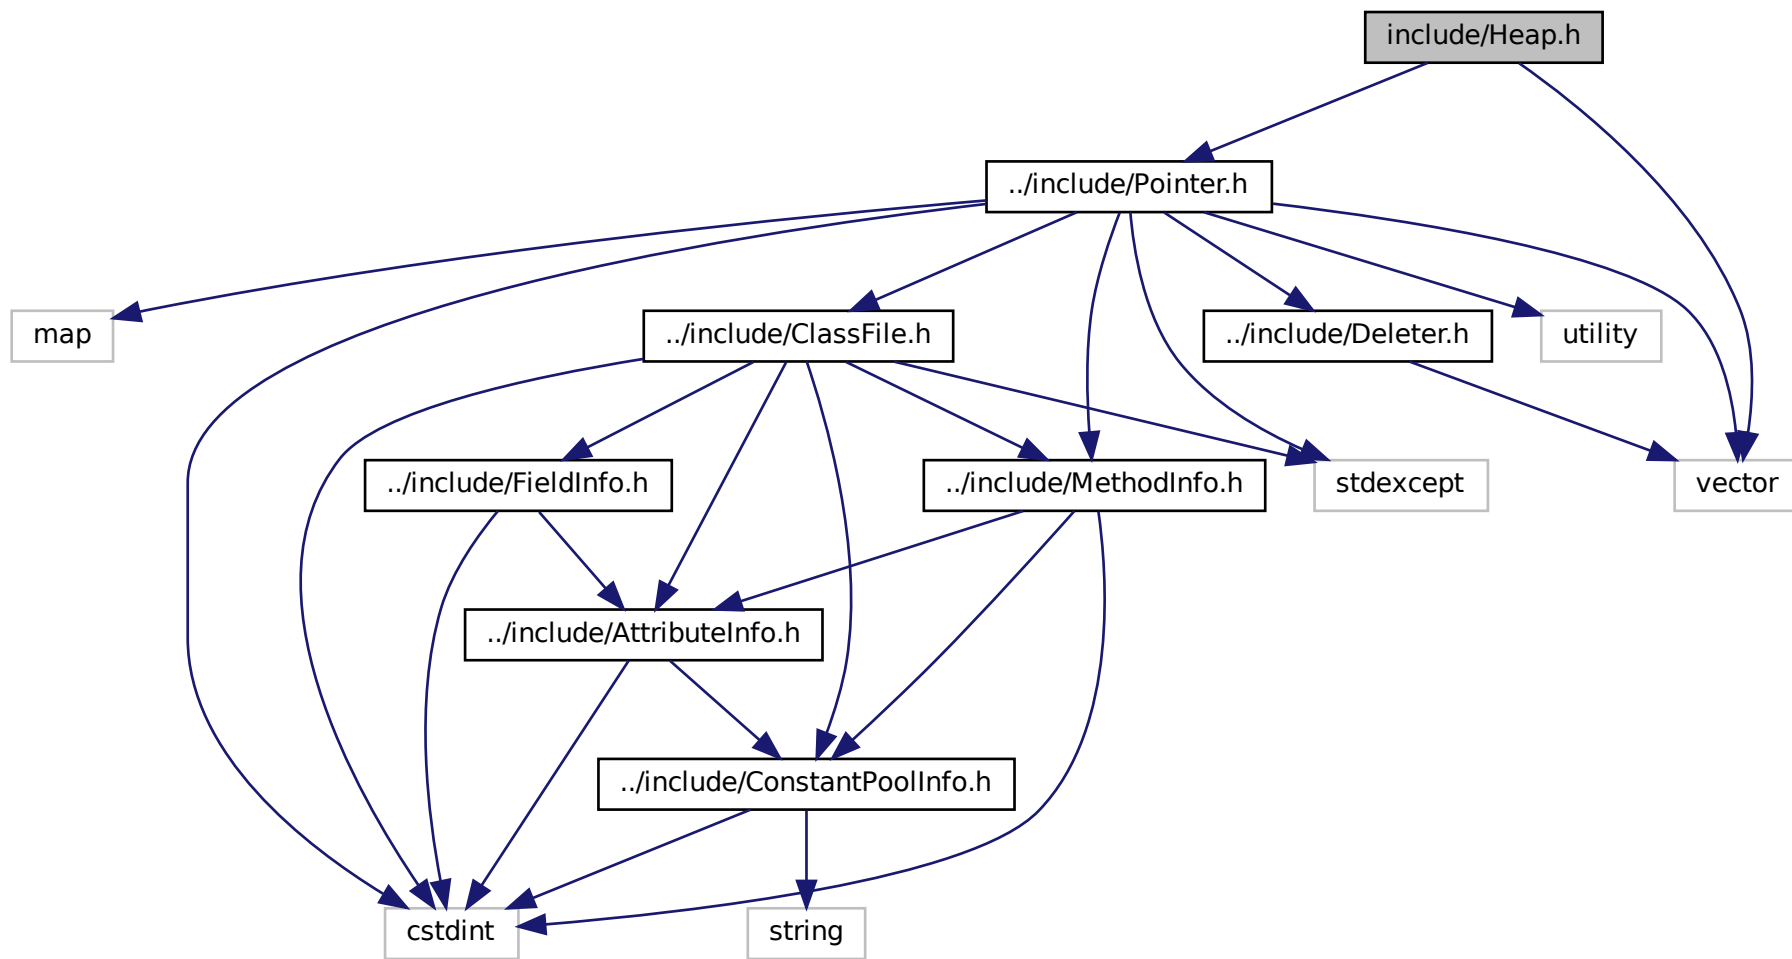 include/Heap.h
../include/Pointer.h
map
../include/ClassFile.h
../include/Deleter.h
utility
../include/FieldInfo.h
../include/MethodInfo.h
stdexcept
vector
../include/AttributeInfo.h
../include/ConstantPoolInfo.h
cstdint
string